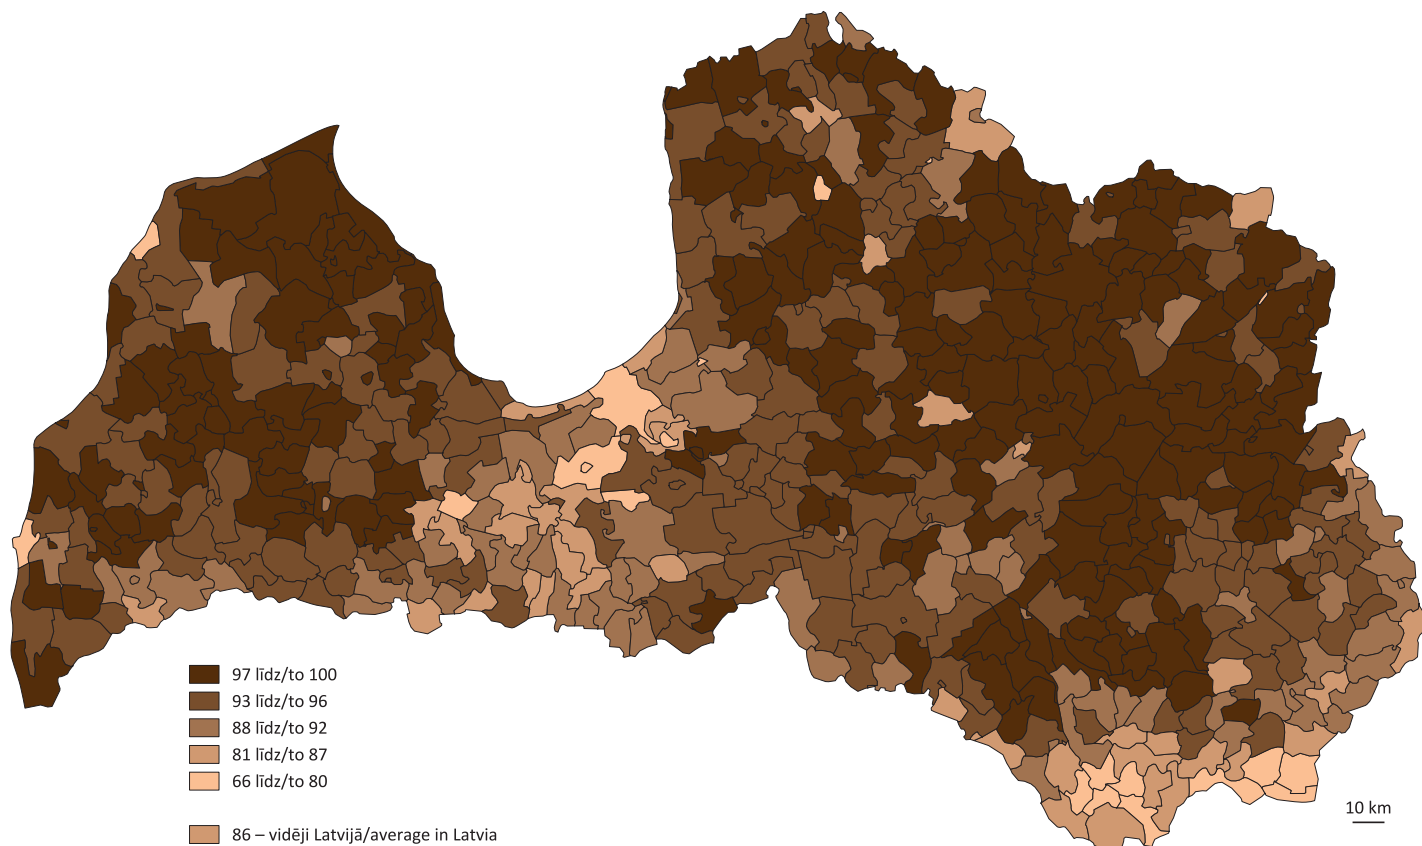 97 līdz/to 100
93 līdz/to 96
88 līdz/to 92
81 līdz/to 87
66 līdz/to 80
86 – vidēji Latvijā/average in Latvia
10 km